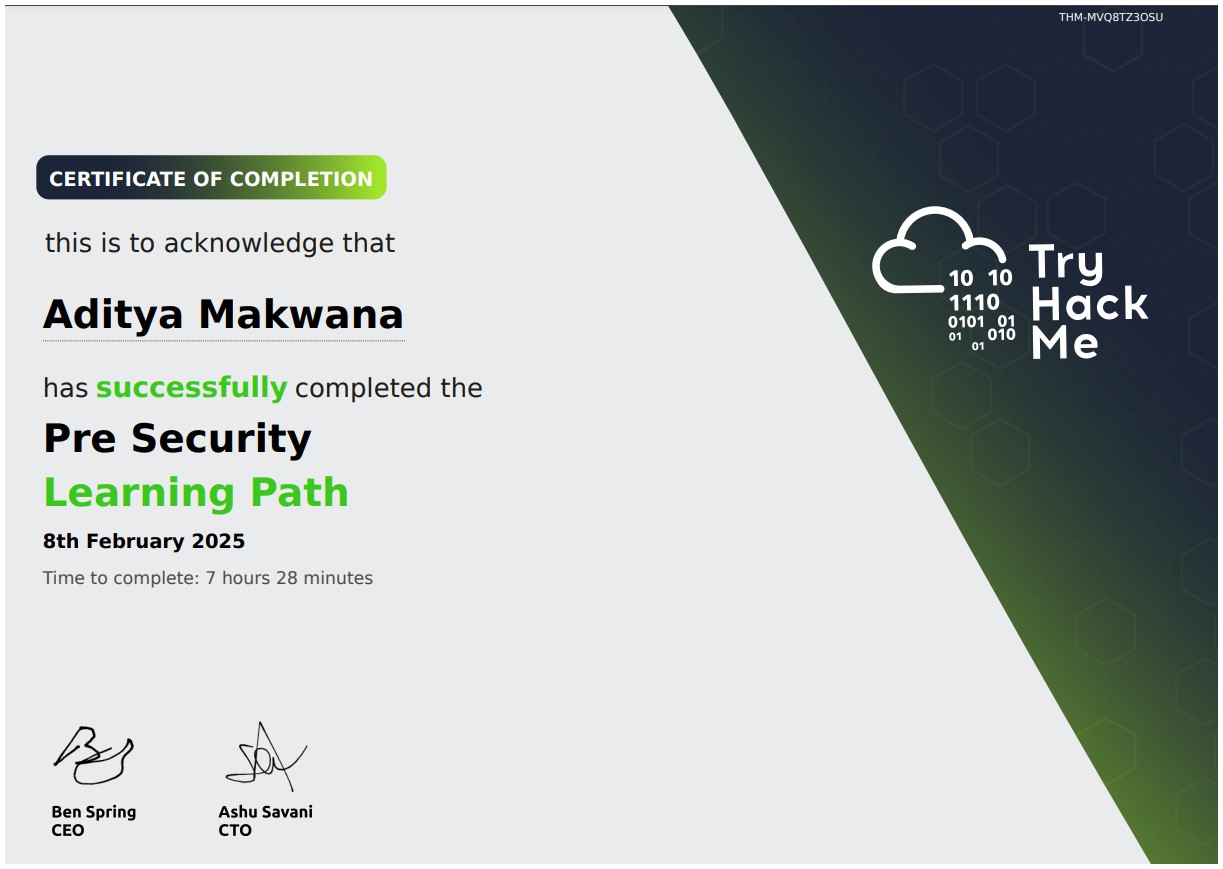 THM-MVQ8TZ3OSU
CERTIFICATE OF COMPLETION
this is to acknowledge that
Aditya Makwana
has successfully completed the
Pre Security
Learning Path
8th February 2025
Time to complete: 7 hours 28 minutes
10 10
1110
0101 01
01 010
01
Try
Hack
Me
Ben Spring
CEO
Ashu Savani
CTO